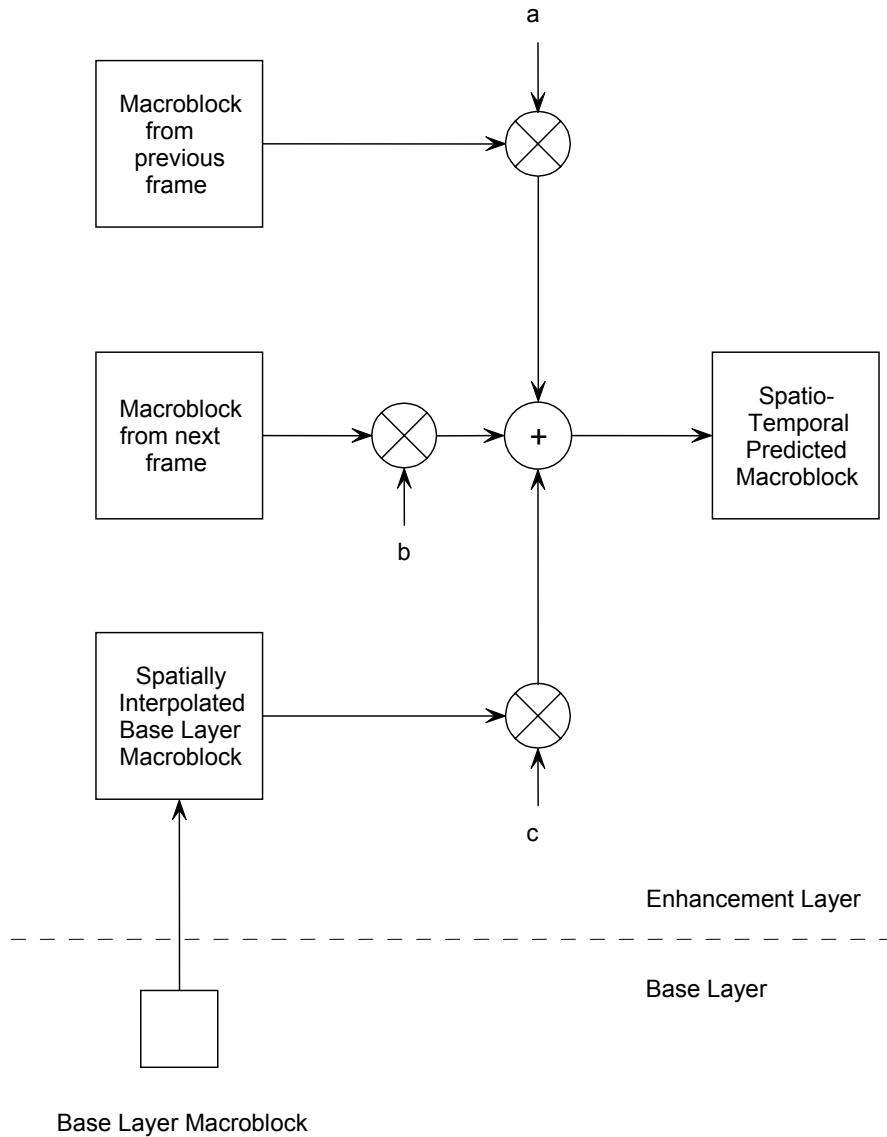 a
Macroblock
from
previous
frame
Macroblock
from next
frame
+
Spatio-
Temporal
Predicted
Macroblock
b
Spatially
Interpolated
Base Layer
Macroblock
c
Enhancement Layer
Base Layer
Base Layer Macroblock